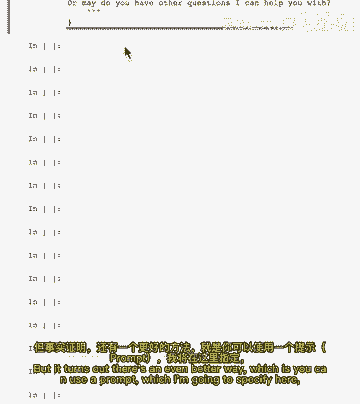 Or may do you have other questions I can help you with?
```
}
In [ ]:
In [ ]:
In [ ]:
In [ ]:
In [ ]:
In [ ]:
In [ ]:
In [ ]:
In [ ]:
In [ ]:
In [ ]:
In [ ]:
In [ ]:
但事实证明，还有一个更好的方法，就是你可以使用一个提示（
Prompt），我将在这里指定，
But it turns out there's an even better way, which is you ca
n use a prompt, which I'm going to specify here,
In [ ]: